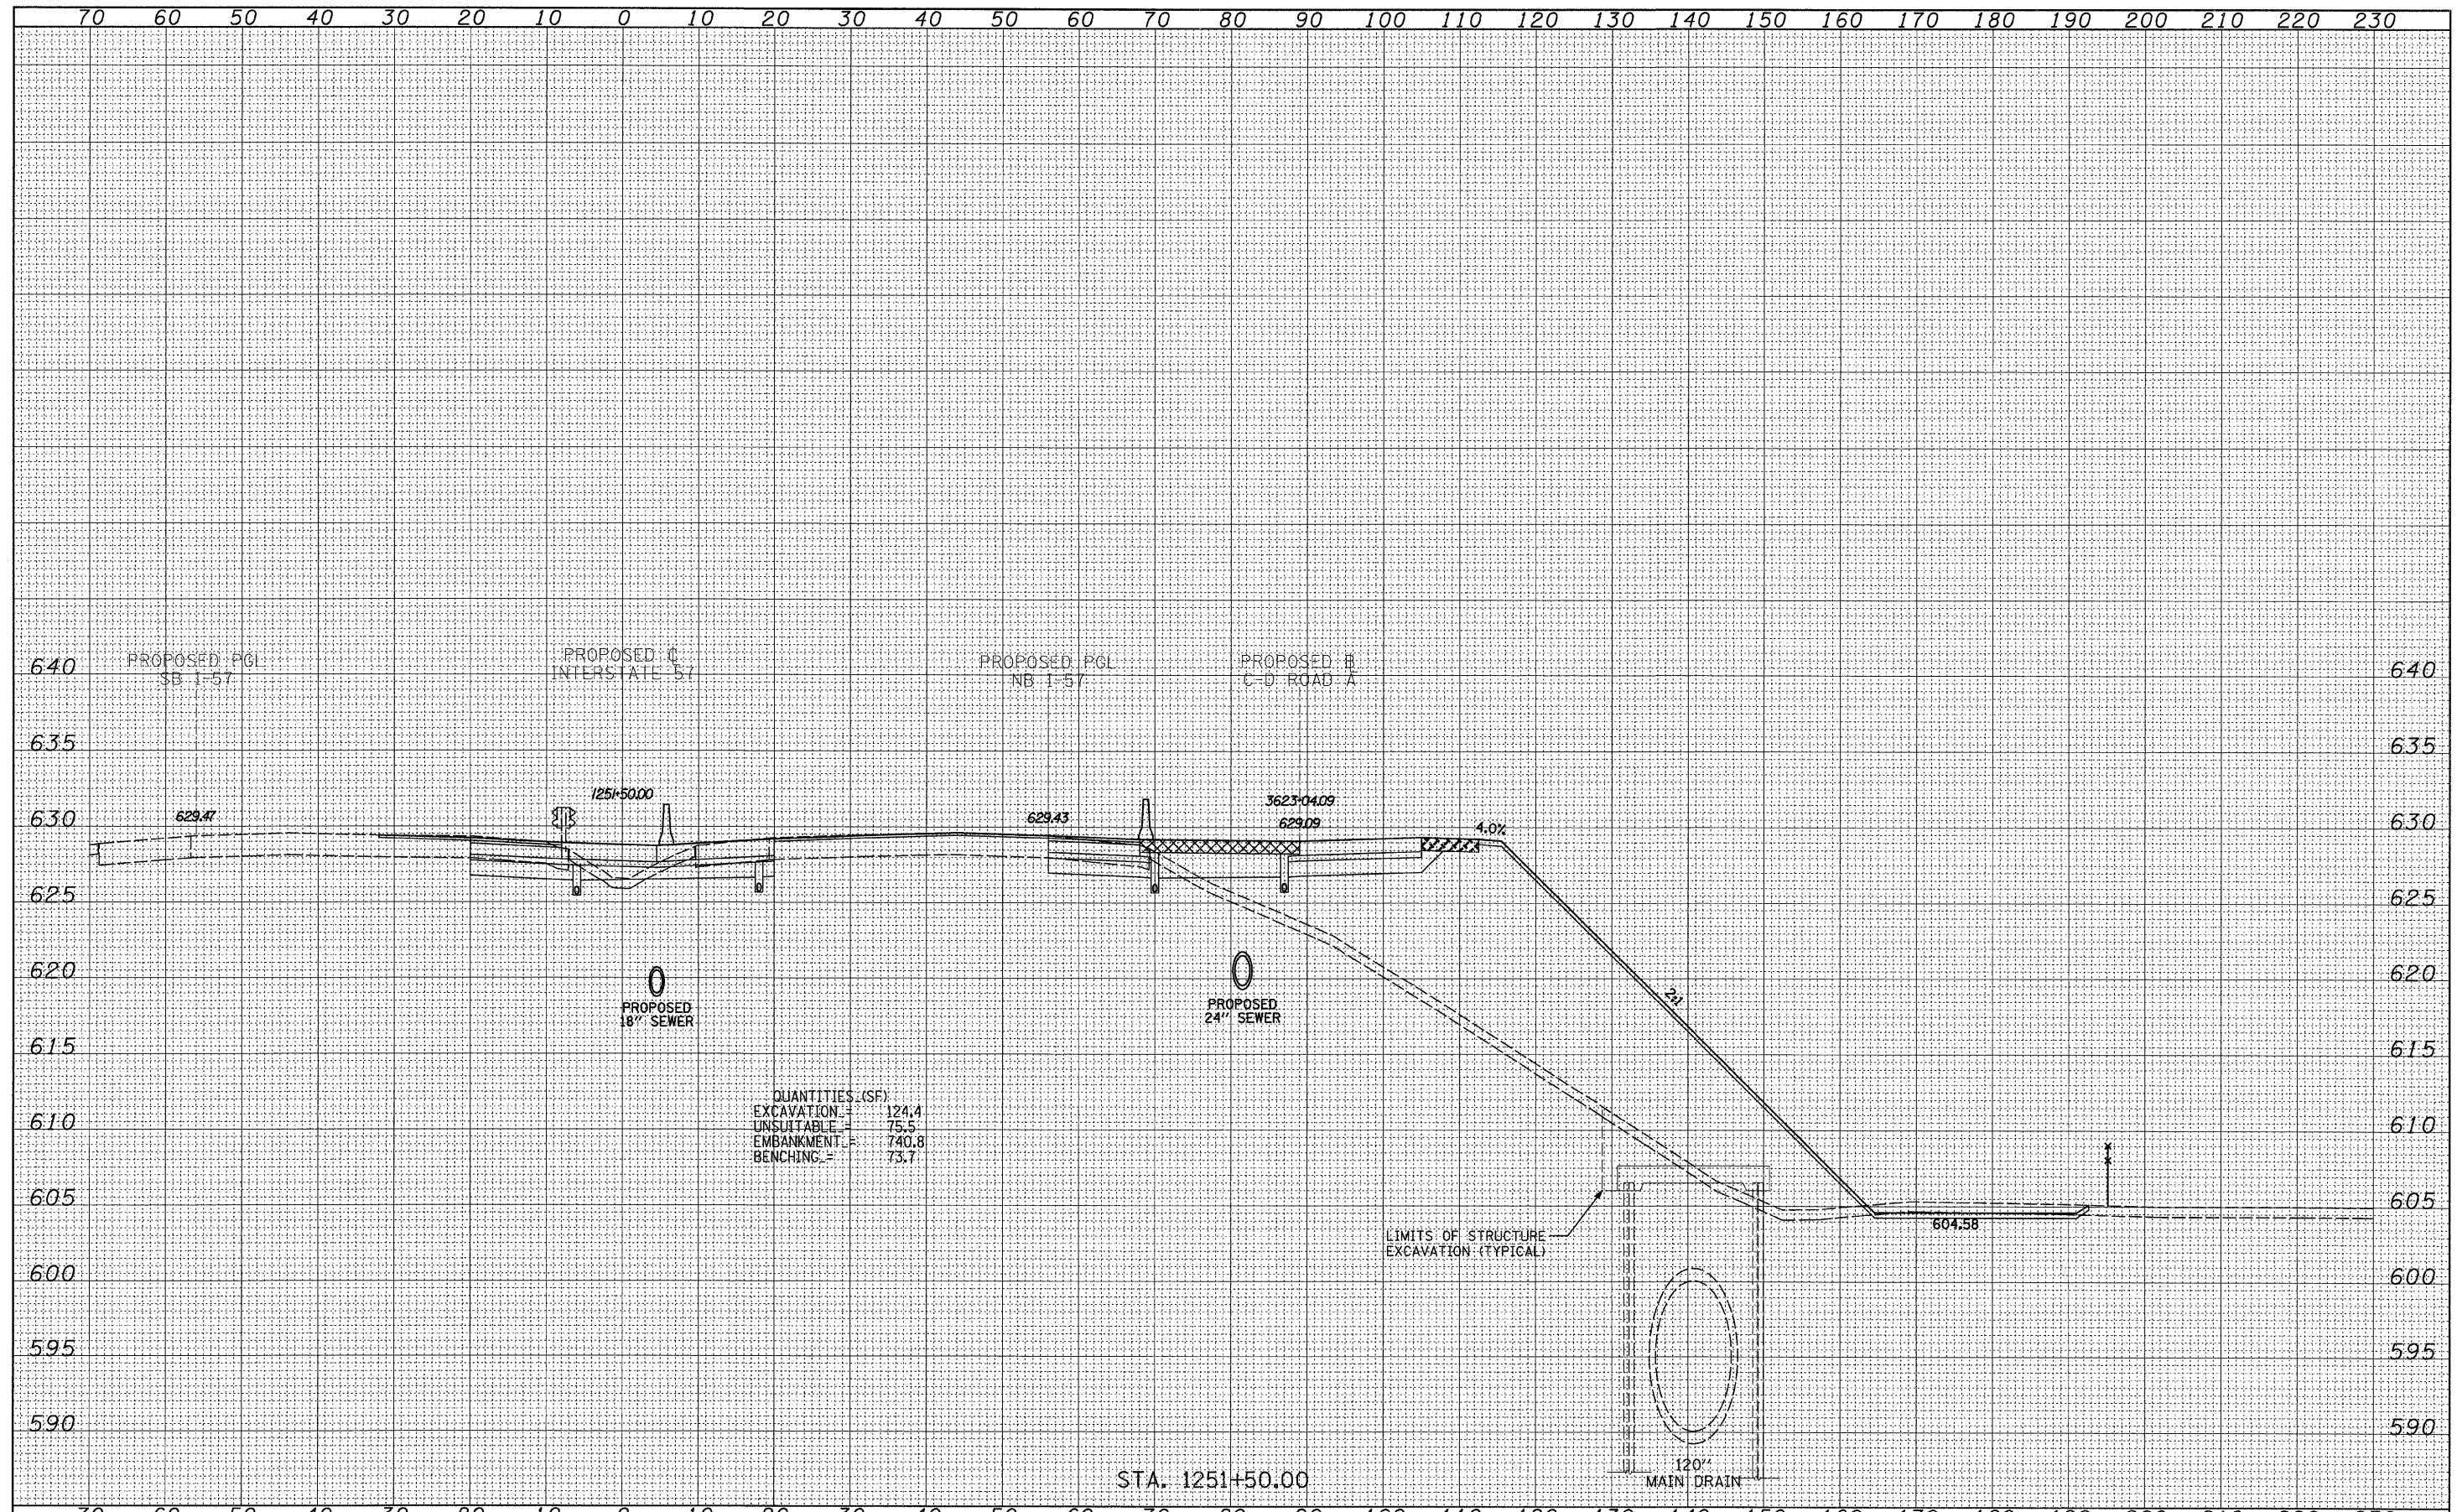 70 60 50 40 30 20 10 0 10 20 30 40 50 60 70 80 90 100 110 120 130 140 150 160 170 180 190 200 210 220 230
PROPOSED PGL
SB I-57
PROPOSED ℄
INTERSTATE 57
PROPOSED PGL
NB I-57
PROPOSED B
C-D ROAD A
640 640
635 635
1251+50.00
3623+04.09
629.47
629.43
629.09
4.0%
630 630
625 625
620 620
PROPOSED
18" SEWER
PROPOSED
24" SEWER
2:1
615 615
QUANTITIES (SF)
EXCAVATION = 124.4
UNSUITABLE = 75.5
EMBANKMENT = 740.8
BENCHING = 73.7
610 610
605 605
604.58
LIMITS OF STRUCTURE
EXCAVATION (TYPICAL)
600 600
595 595
590 590
120"
MAIN DRAIN
STA. 1251+50.00